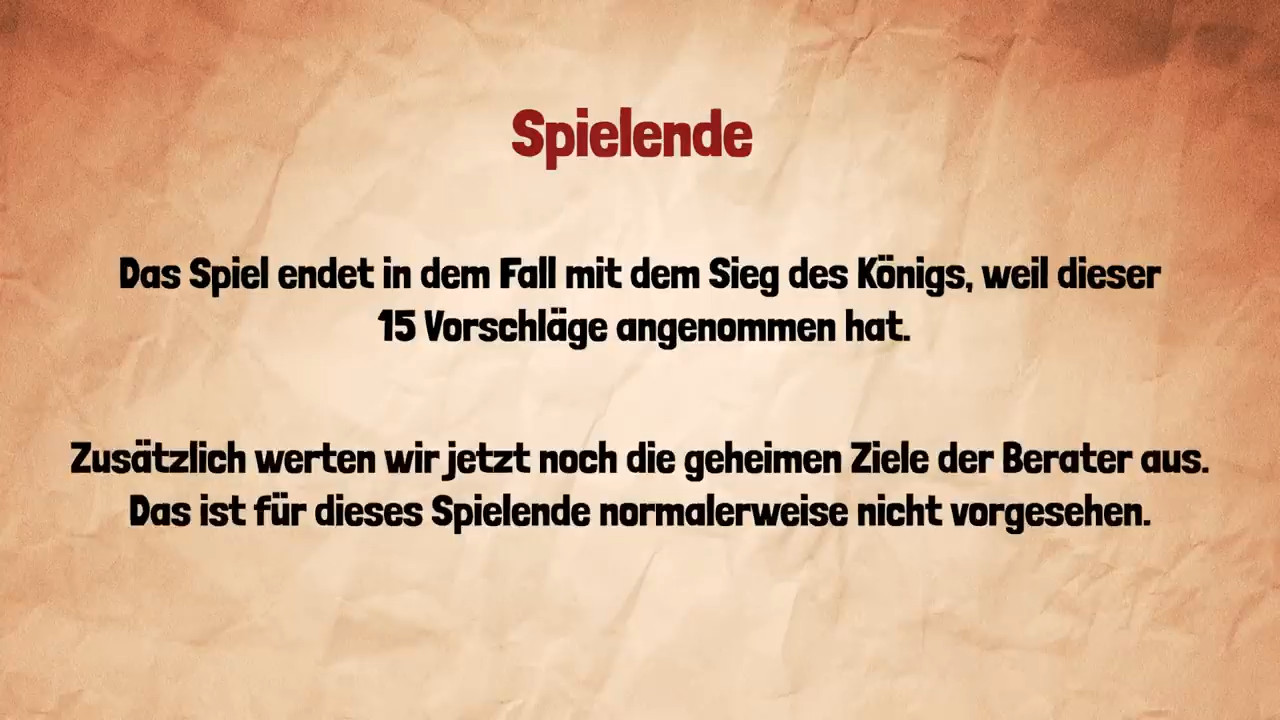 Spielende
Das Spiel endet in dem Fall mit dem Sieg des Königs, weil dieser
15 Vorschläge angenommen hat.
Zusätzlich werten wir jetzt noch die geheimen Ziele der Berater aus.
Das ist für dieses Spielende normalerweise nicht vorgesehen.